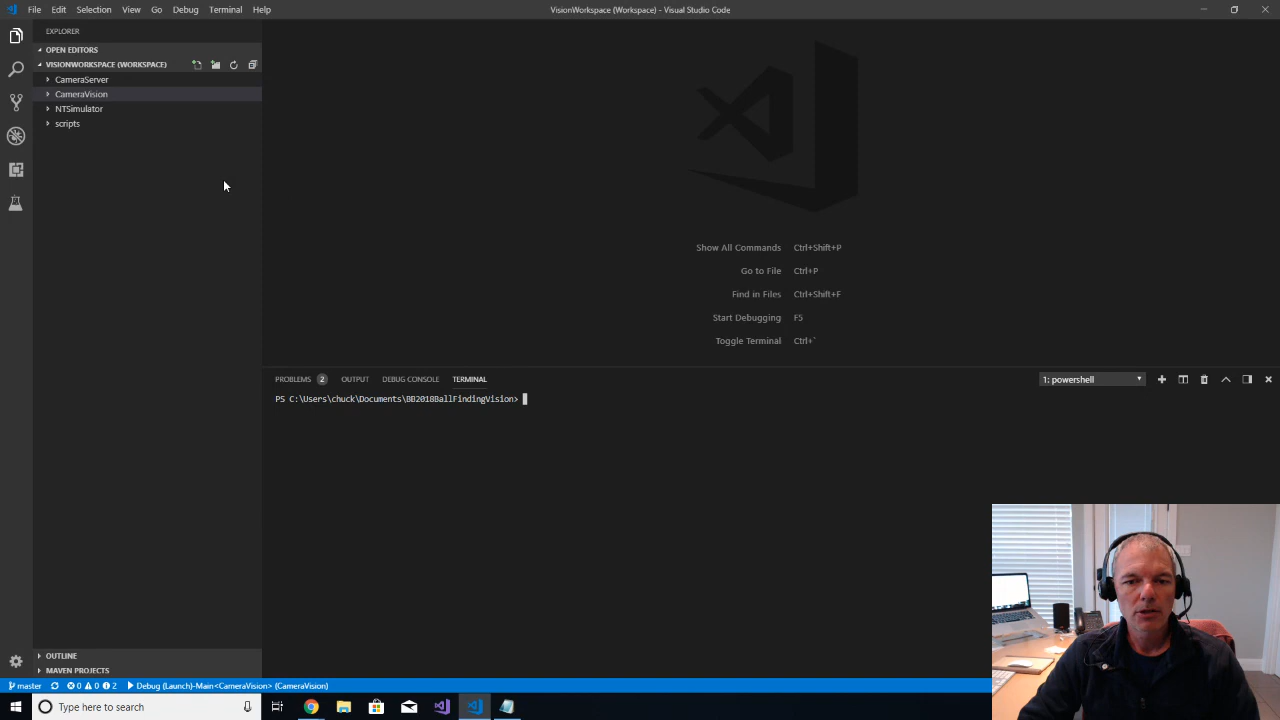 File Edit Selection View Go Debug Terminal Help
VisionWorkspace (Workspace) - Visual Studio Code
EXPLORER
OPEN EDITORS
VISIONWORKSPACE (WORKSPACE)
CameraServer
CameraVision
NTSimulator
scripts
Show All Commands Ctrl+Shift+P
Go to File Ctrl+P
Find in Files Ctrl+Shift+F
Start Debugging F5
Toggle Terminal Ctrl+`
PROBLEMS 2 OUTPUT DEBUG CONSOLE TERMINAL
1: powershell
PS C:\Users\chuck\Documents\BB2018BallFindingVision>
OUTLINE
MAVEN PROJECTS
master 0 0 2 Debug (Launch)-Main<CameraVision> (CameraVision)
Type here to search